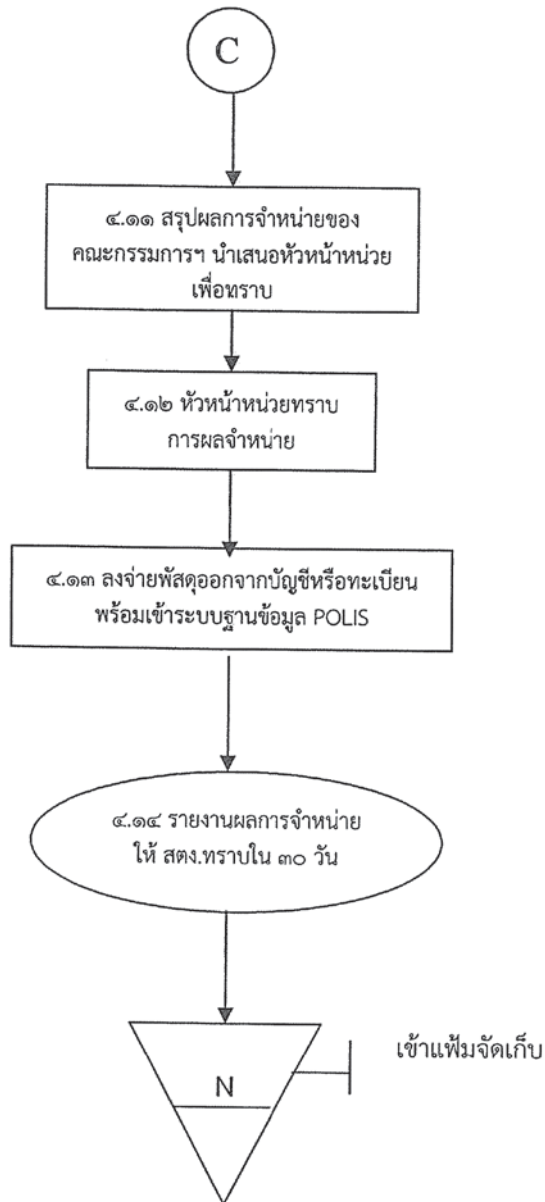 C
๔.๑๑ สรุปผลการจำหน่ายของ
คณะกรรมการฯ นำเสนอหัวหน้าหน่วย
เพื่อทราบ
๔.๑๒ หัวหน้าหน่วยทราบ
การผลจำหน่าย
๔.๑๓ ลงจ่ายพัสดุออกจากบัญชีหรือทะเบียน
พร้อมเข้าระบบฐานข้อมูล POLIS
๔.๑๔ รายงานผลการจำหน่าย
ให้ สตง.ทราบใน ๓๐ วัน
เข้าแฟ้มจัดเก็บ
N